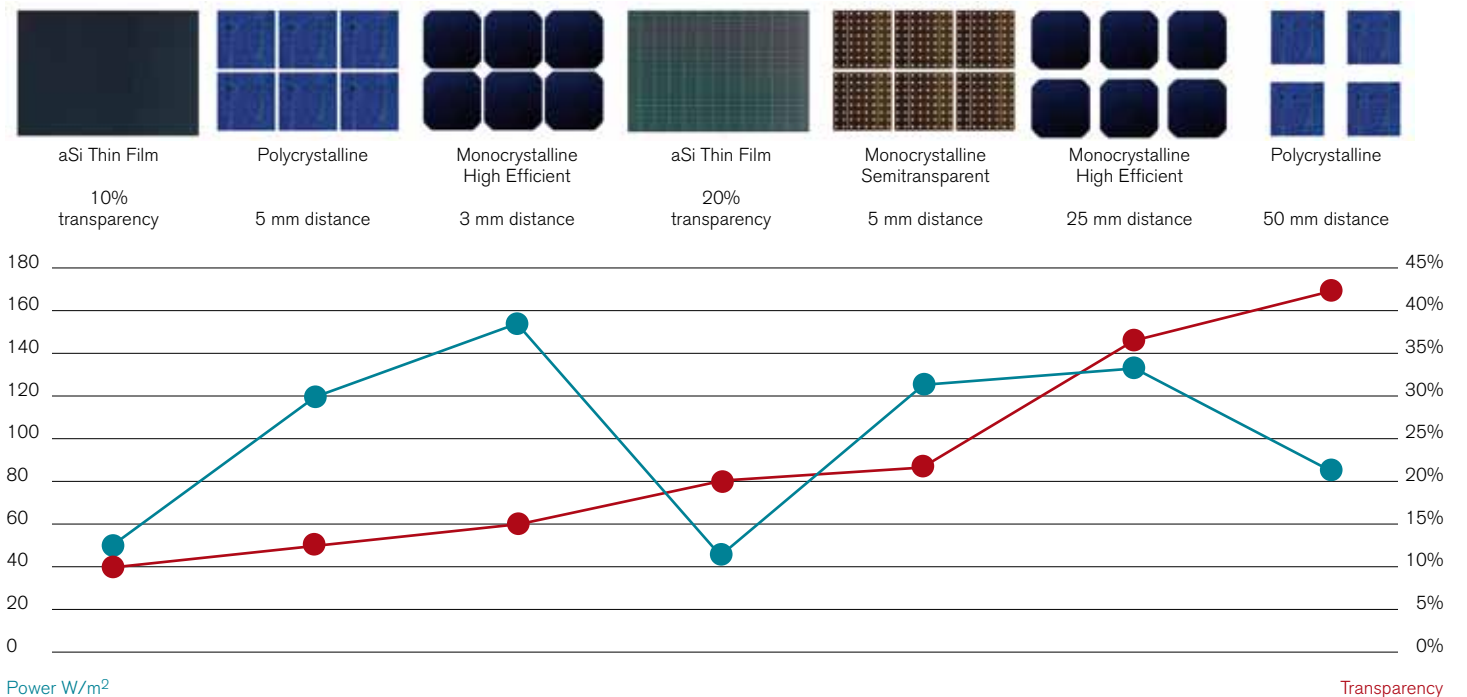 aSi Thin Film
10%
transparency
Polycrystalline
5 mm distance
Monocrystalline
High Efficient
3 mm distance
aSi Thin Film
20%
transparency
Monocrystalline
Semitransparent
5 mm distance
Monocrystalline
High Efficient
25 mm distance
Polycrystalline
50 mm distance
180 45%
160 40%
140 35%
120 30%
100 25%
80 20%
60 15%
40 10%
20 5%
0 0%
Power W/m²
Transparency